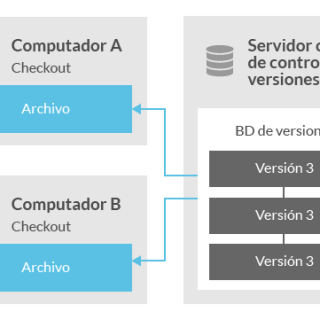 Computador A
Checkout
Archivo
Computador B
Checkout
Archivo
Servidor
de contro
versiones
BD de version
Versión 3
Versión 3
Versión 3